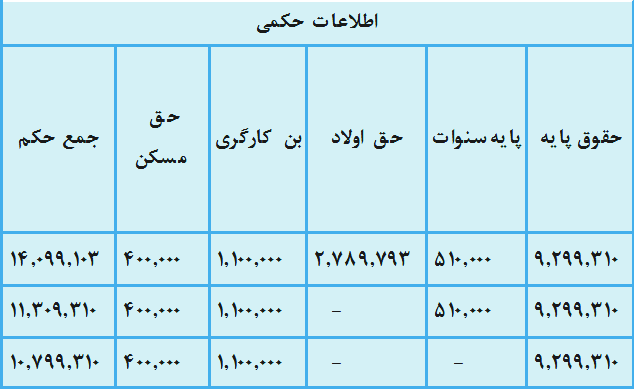 اطلاعات حکمی
حقوق پایه	پایه سنوات	حق اولاد	بن کارگری	حق مسکن	جمع حکم
۹,۲۹۹,۳۱۰	۵۱۰,۰۰۰	۲,۷۸۹,۷۹۳	۱,۱۰۰,۰۰۰	۴۰۰,۰۰۰	۱۴,۰۹۹,۱۰۳
۹,۲۹۹,۳۱۰	۵۱۰,۰۰۰	–	۱,۱۰۰,۰۰۰	۴۰۰,۰۰۰	۱۱,۳۰۹,۳۱۰
۹,۲۹۹,۳۱۰	–	–	۱,۱۰۰,۰۰۰	۴۰۰,۰۰۰	۱۰,۷۹۹,۳۱۰